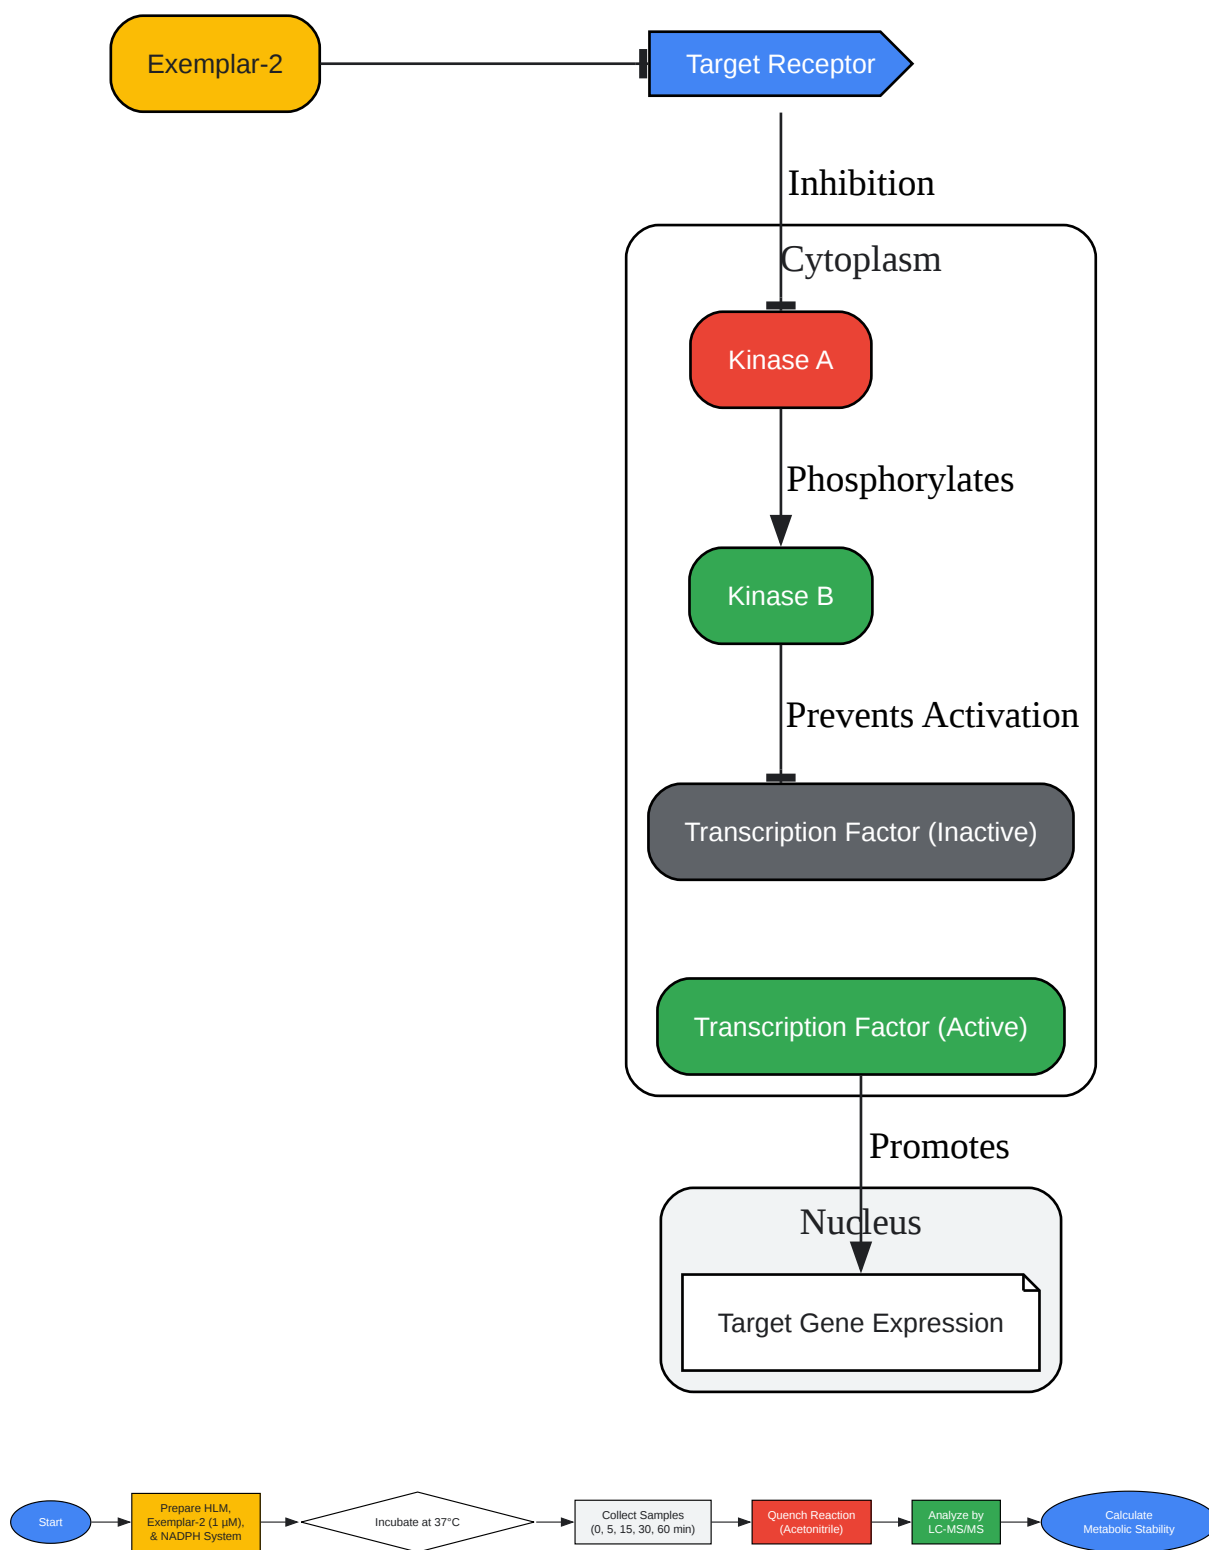 Exemplar-2
Target Receptor
Inhibition
Cytoplasm
Kinase A
Phosphorylates
Kinase B
Prevents Activation
Transcription Factor (Inactive)
Transcription Factor (Active)
Promotes
Nucleus
Target Gene Expression
Start
Prepare HLM,
Exemplar-2 (1 µM),
& NADPH System
Incubate at 37°C
Collect Samples
(0, 5, 15, 30, 60 min)
Quench Reaction
(Acetonitrile)
Analyze by
LC-MS/MS
Calculate
Metabolic Stability